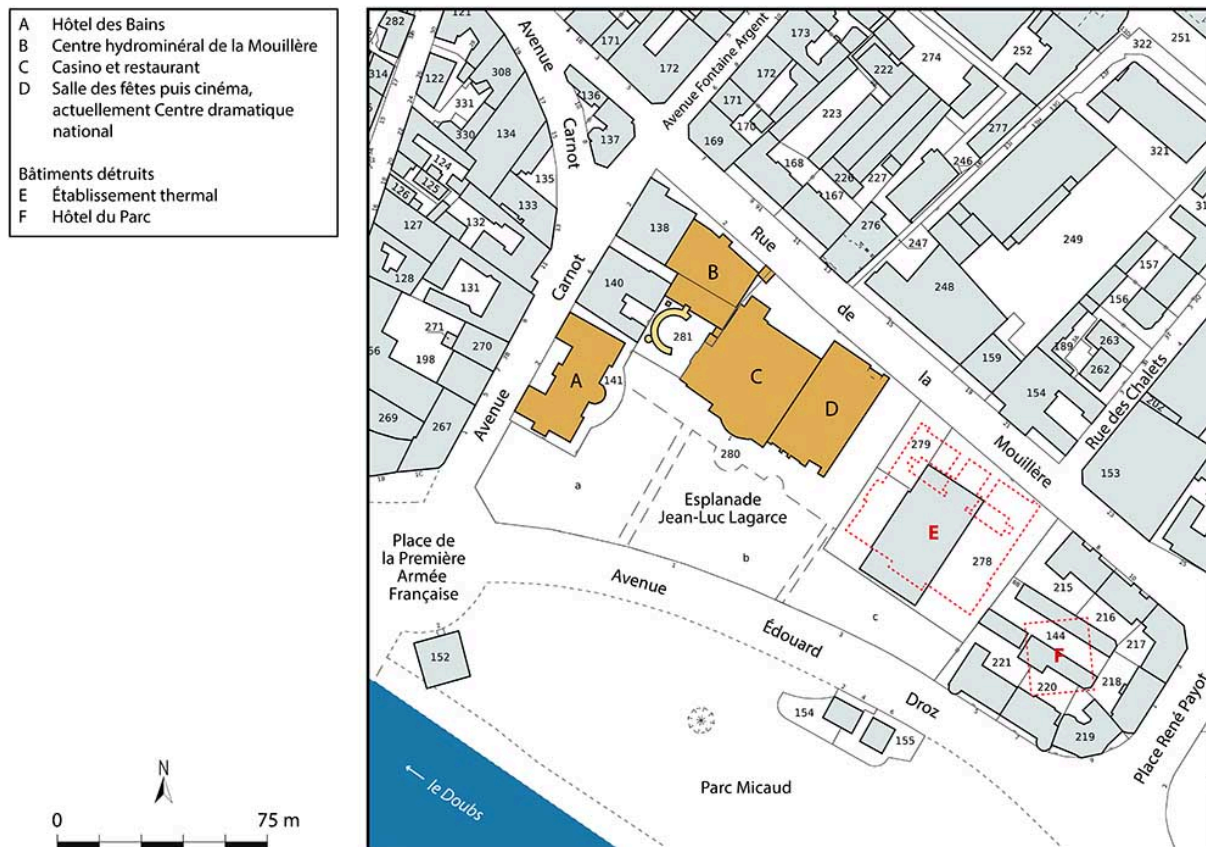 A Hôtel des Bains
B Centre hydrominéral de la Mouillère
C Casino et restaurant
D Salle des fêtes puis cinéma,
actuellement Centre dramatique
national
Bâtiments détruits
E Établissement thermal
F Hôtel du Parc
N
0 75 m
282
121
122
308
314
331
330
134
124
125
126
135
133
127
132
128
131
271
198
270
269
267
Avenue
Carnot
136
137
171
172
Avenue Fontaine Argent
173
172
171
170
169
168
167
222
223
226
227
274
276
246
247
277
252
251
322
321
249
248
157
156
263
262
189
159
154
202
153
Rue des Chalets
Rue
de
la
Mouillère
138
140
141
281
A
B
C
D
280
a
b
c
Avenue
Carnot
Esplanade
Jean-Luc Lagarce
279
E
278
215
216
217
144
F
218
220
221
219
Place René Payot
Place de
la Première
Armée
Française
Avenue
Édouard
Droz
152
154
155
Parc Micaud
← le Doubs